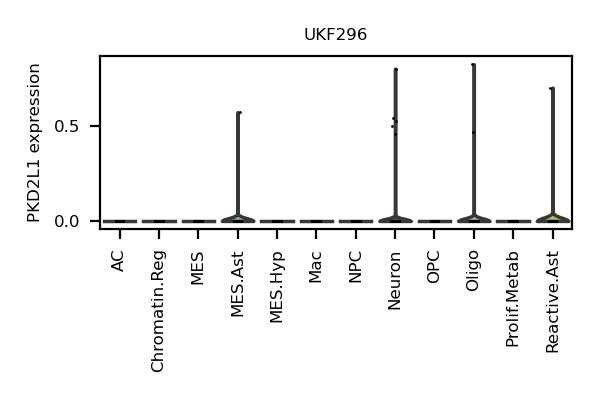 UKF296
PKD2L1 expression
0.5
0.0
AC
Chromatin.Reg
MES
MES.Ast
MES.Hyp
Mac
NPC
Neuron
OPC
Oligo
Prolif.Metab
Reactive.Ast